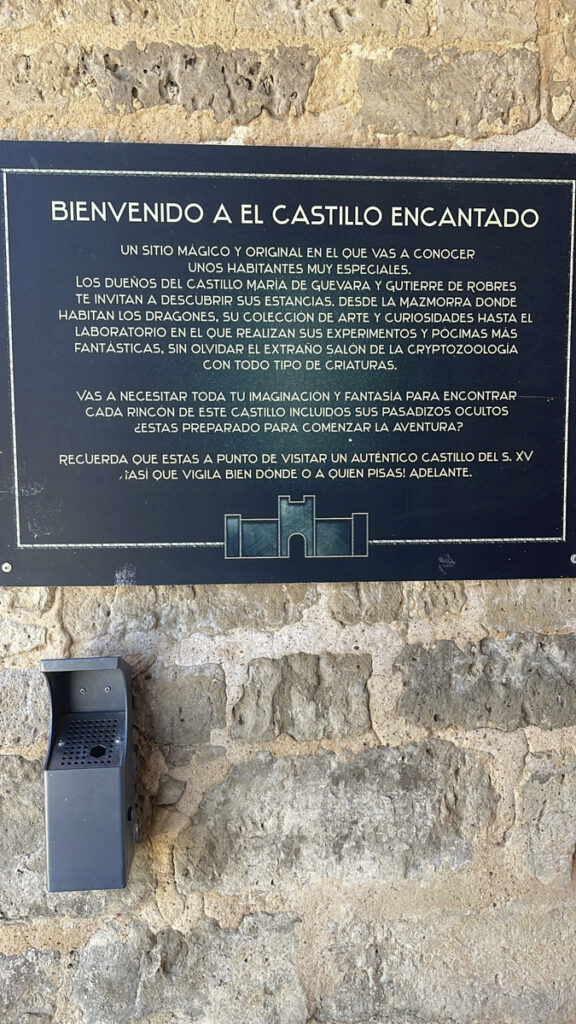 BIENVENIDO A EL CASTILLO ENCANTADO
UN SITIO MÁGICO Y ORIGINAL EN EL QUE VAS A CONOCER
UNOS HABITANTES MUY ESPECIALES.
LOS DUEÑOS DEL CASTILLO MARÍA DE GUEVARA Y GUTIERRE DE ROBRES
TE INVITAN A DESCUBRIR SUS ESTANCIAS. DESDE LA MAZMORRA DONDE
HABITAN LOS DRAGONES, SU COLECCIÓN DE ARTE Y CURIOSIDADES HASTA EL
LABORATORIO EN EL QUE REALIZAN SUS EXPERIMENTOS Y PÓCIMAS MÁS
FANTÁSTICAS, SIN OLVIDAR EL EXTRAÑO SALÓN DE LA CRYPTOZOOLOGÍA
CON TODO TIPO DE CRIATURAS.
VAS A NECESITAR TODA TU IMAGINACIÓN Y FANTASÍA PARA ENCONTRAR
CADA RINCÓN DE ESTE CASTILLO INCLUIDOS SUS PASADIZOS OCULTOS
¿ESTAS PREPARADO PARA COMENZAR LA AVENTURA?
RECUERDA QUE ESTAS A PUNTO DE VISITAR UN AUTÉNTICO CASTILLO DEL S. XV
, ¡ASÍ QUE VIGILA BIEN DÓNDE O A QUIEN PISAS! ADELANTE.